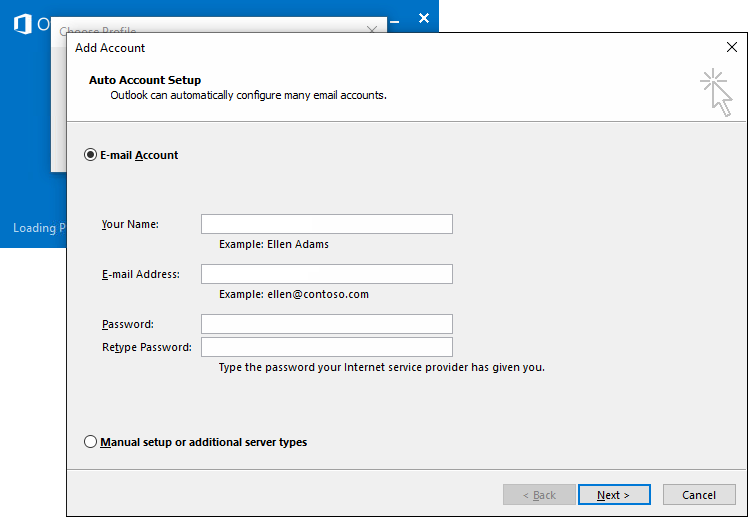 Choose Profile
Add Account
Auto Account Setup
Outlook can automatically configure many email accounts.
E-mail Account
Your Name:
Example: Ellen Adams
E-mail Address:
Example: ellen@contoso.com
Loading
Password:
Retype Password:
Type the password your Internet service provider has given you.
Manual setup or additional server types
< Back
Next >
Cancel